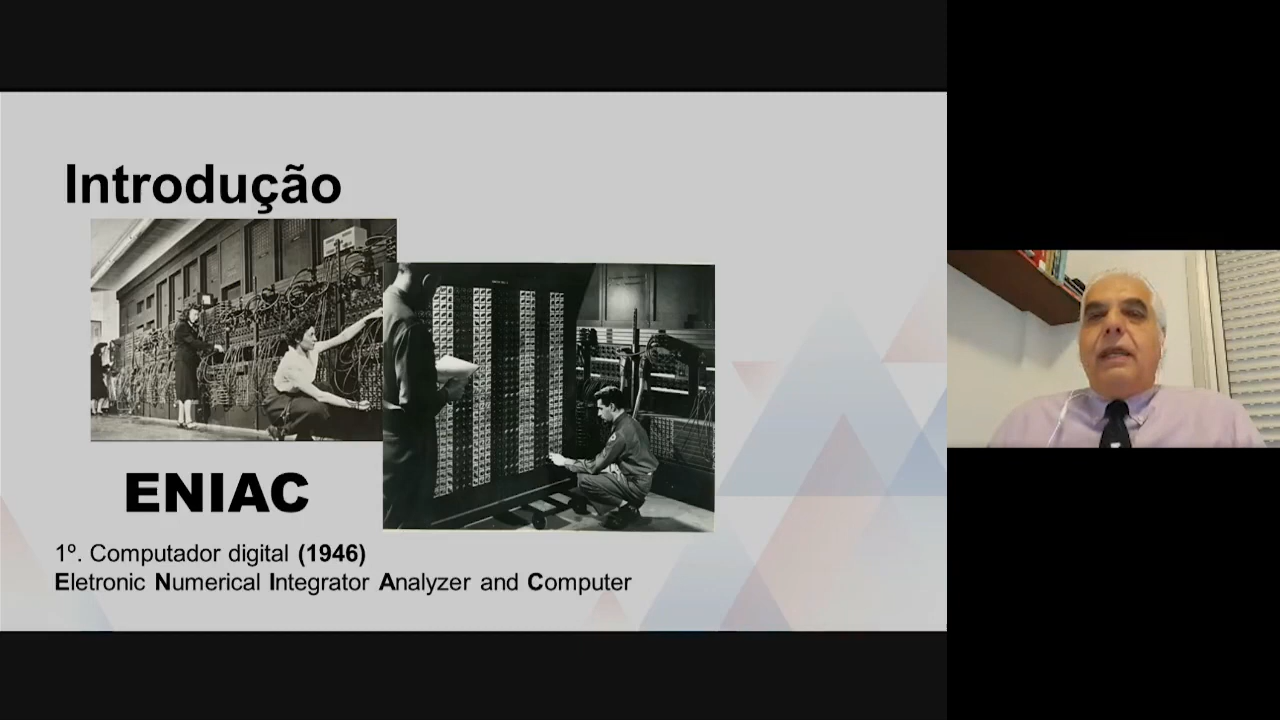 Introdução
ENIAC
1º. Computador digital (1946)
Eletronic Numerical Integrator Analyzer and Computer